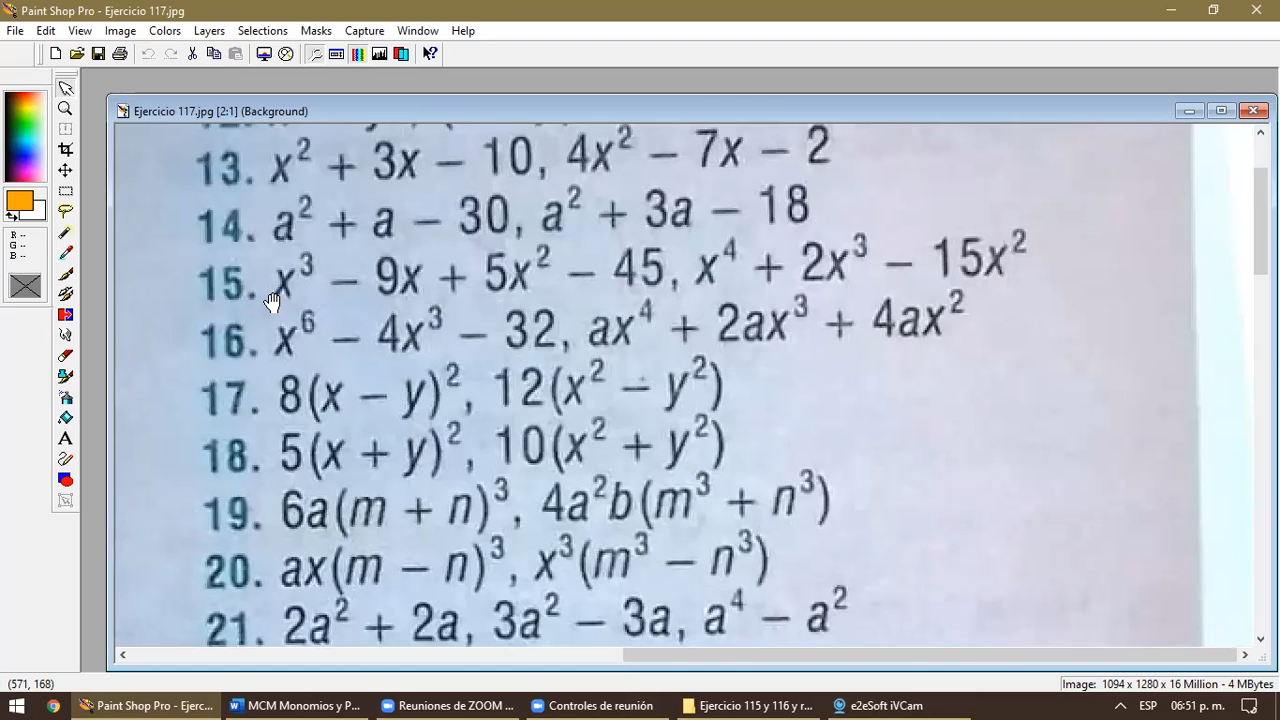 Paint Shop Pro - Ejercicio 117.jpg
File Edit View Image Colors Layers Selections Masks Capture Window Help
Ejercicio 117.jpg [2:1] (Background)
13. x² + 3x − 10, 4x² − 7x − 2
14. a² + a − 30, a² + 3a − 18
15. x³ − 9x + 5x² − 45, x⁴ + 2x³ − 15x²
16. x⁶ − 4x³ − 32, ax⁴ + 2ax³ + 4ax²
17. 8(x − y)², 12(x² − y²)
18. 5(x + y)², 10(x² + y²)
19. 6a(m + n)³, 4a²b(m³ + n³)
20. ax(m − n)³, x³(m³ − n³)
21. 2a² + 2a, 3a² − 3a, a⁴ − a²
R --
G --
B --
(571, 168) Image: 1094 x 1280 x 16 Million - 4 MBytes
Paint Shop Pro - Ejerc... MCM Monomios y P... Reuniones de ZOOM ... Controles de reunión Ejercicio 115 y 116 y r... e2eSoft iVCam ESP 06:51 p. m.